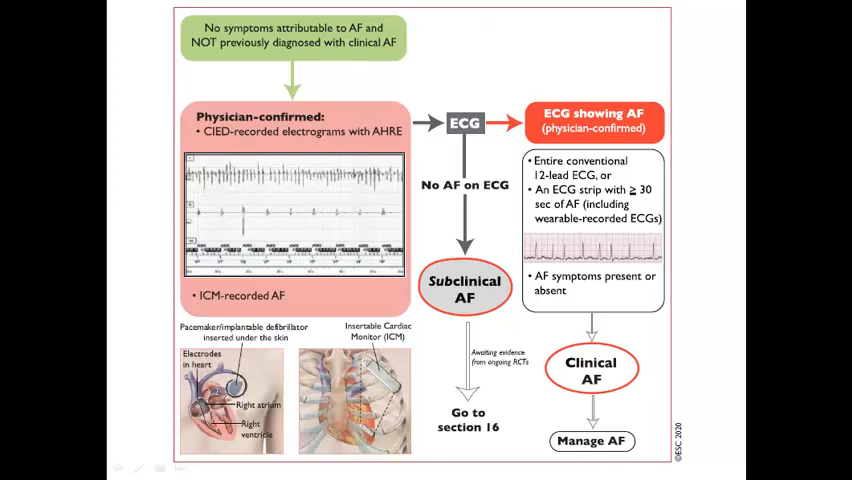 No symptoms attributable to AF and
NOT previously diagnosed with clinical AF
Physician-confirmed:
• CIED-recorded electrograms with AHRE
• ICM-recorded AF
ECG
No AF on ECG
ECG showing AF
(physician-confirmed)
• Entire conventional
12-lead ECG, or
• An ECG strip with ≥ 30
sec of AF (including
wearable-recorded ECGs)
• AF symptoms present or
absent
Subclinical
AF
Awaiting evidence
from ongoing RCTs
Go to
section 16
Clinical
AF
Manage AF
Pacemaker/implantable defibrillator
inserted under the skin
Electrodes
in heart
Right atrium
Right
ventricle
Insertable Cardiac
Monitor (ICM)
©ESC 2020